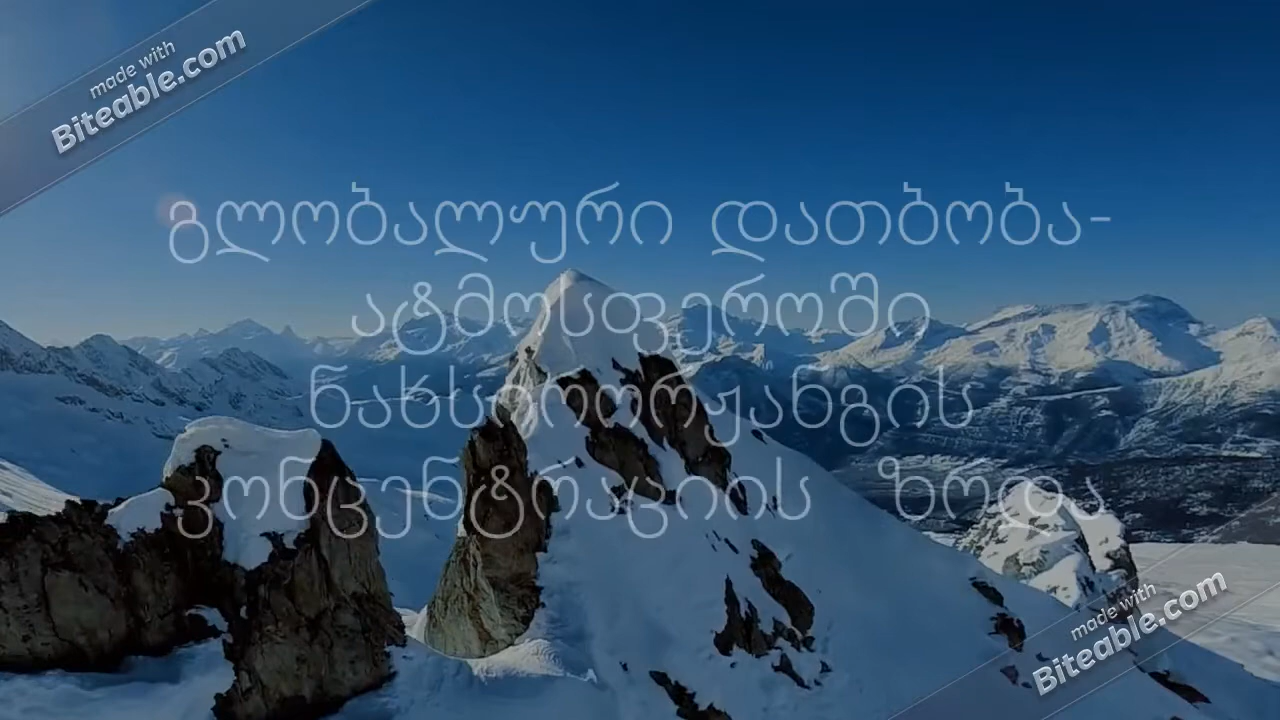 made with
Biteable.com
გლობალური დათბობა-
ატმოსფეროში
ნახშირორჟანგის
კონცენტრაციის ზრდა
made with
Biteable.com